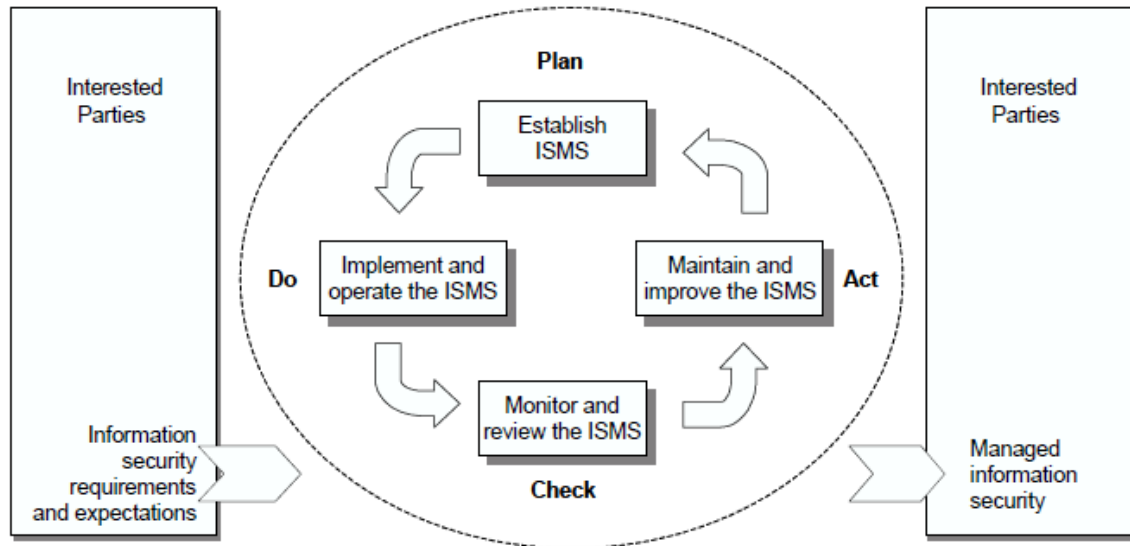 Interested
Parties
Information
security
requirements
and expectations
Plan
Establish
ISMS
Do
Implement and
operate the ISMS
Maintain and
improve the ISMS
Act
Monitor and
review the ISMS
Check
Interested
Parties
Managed
information
security